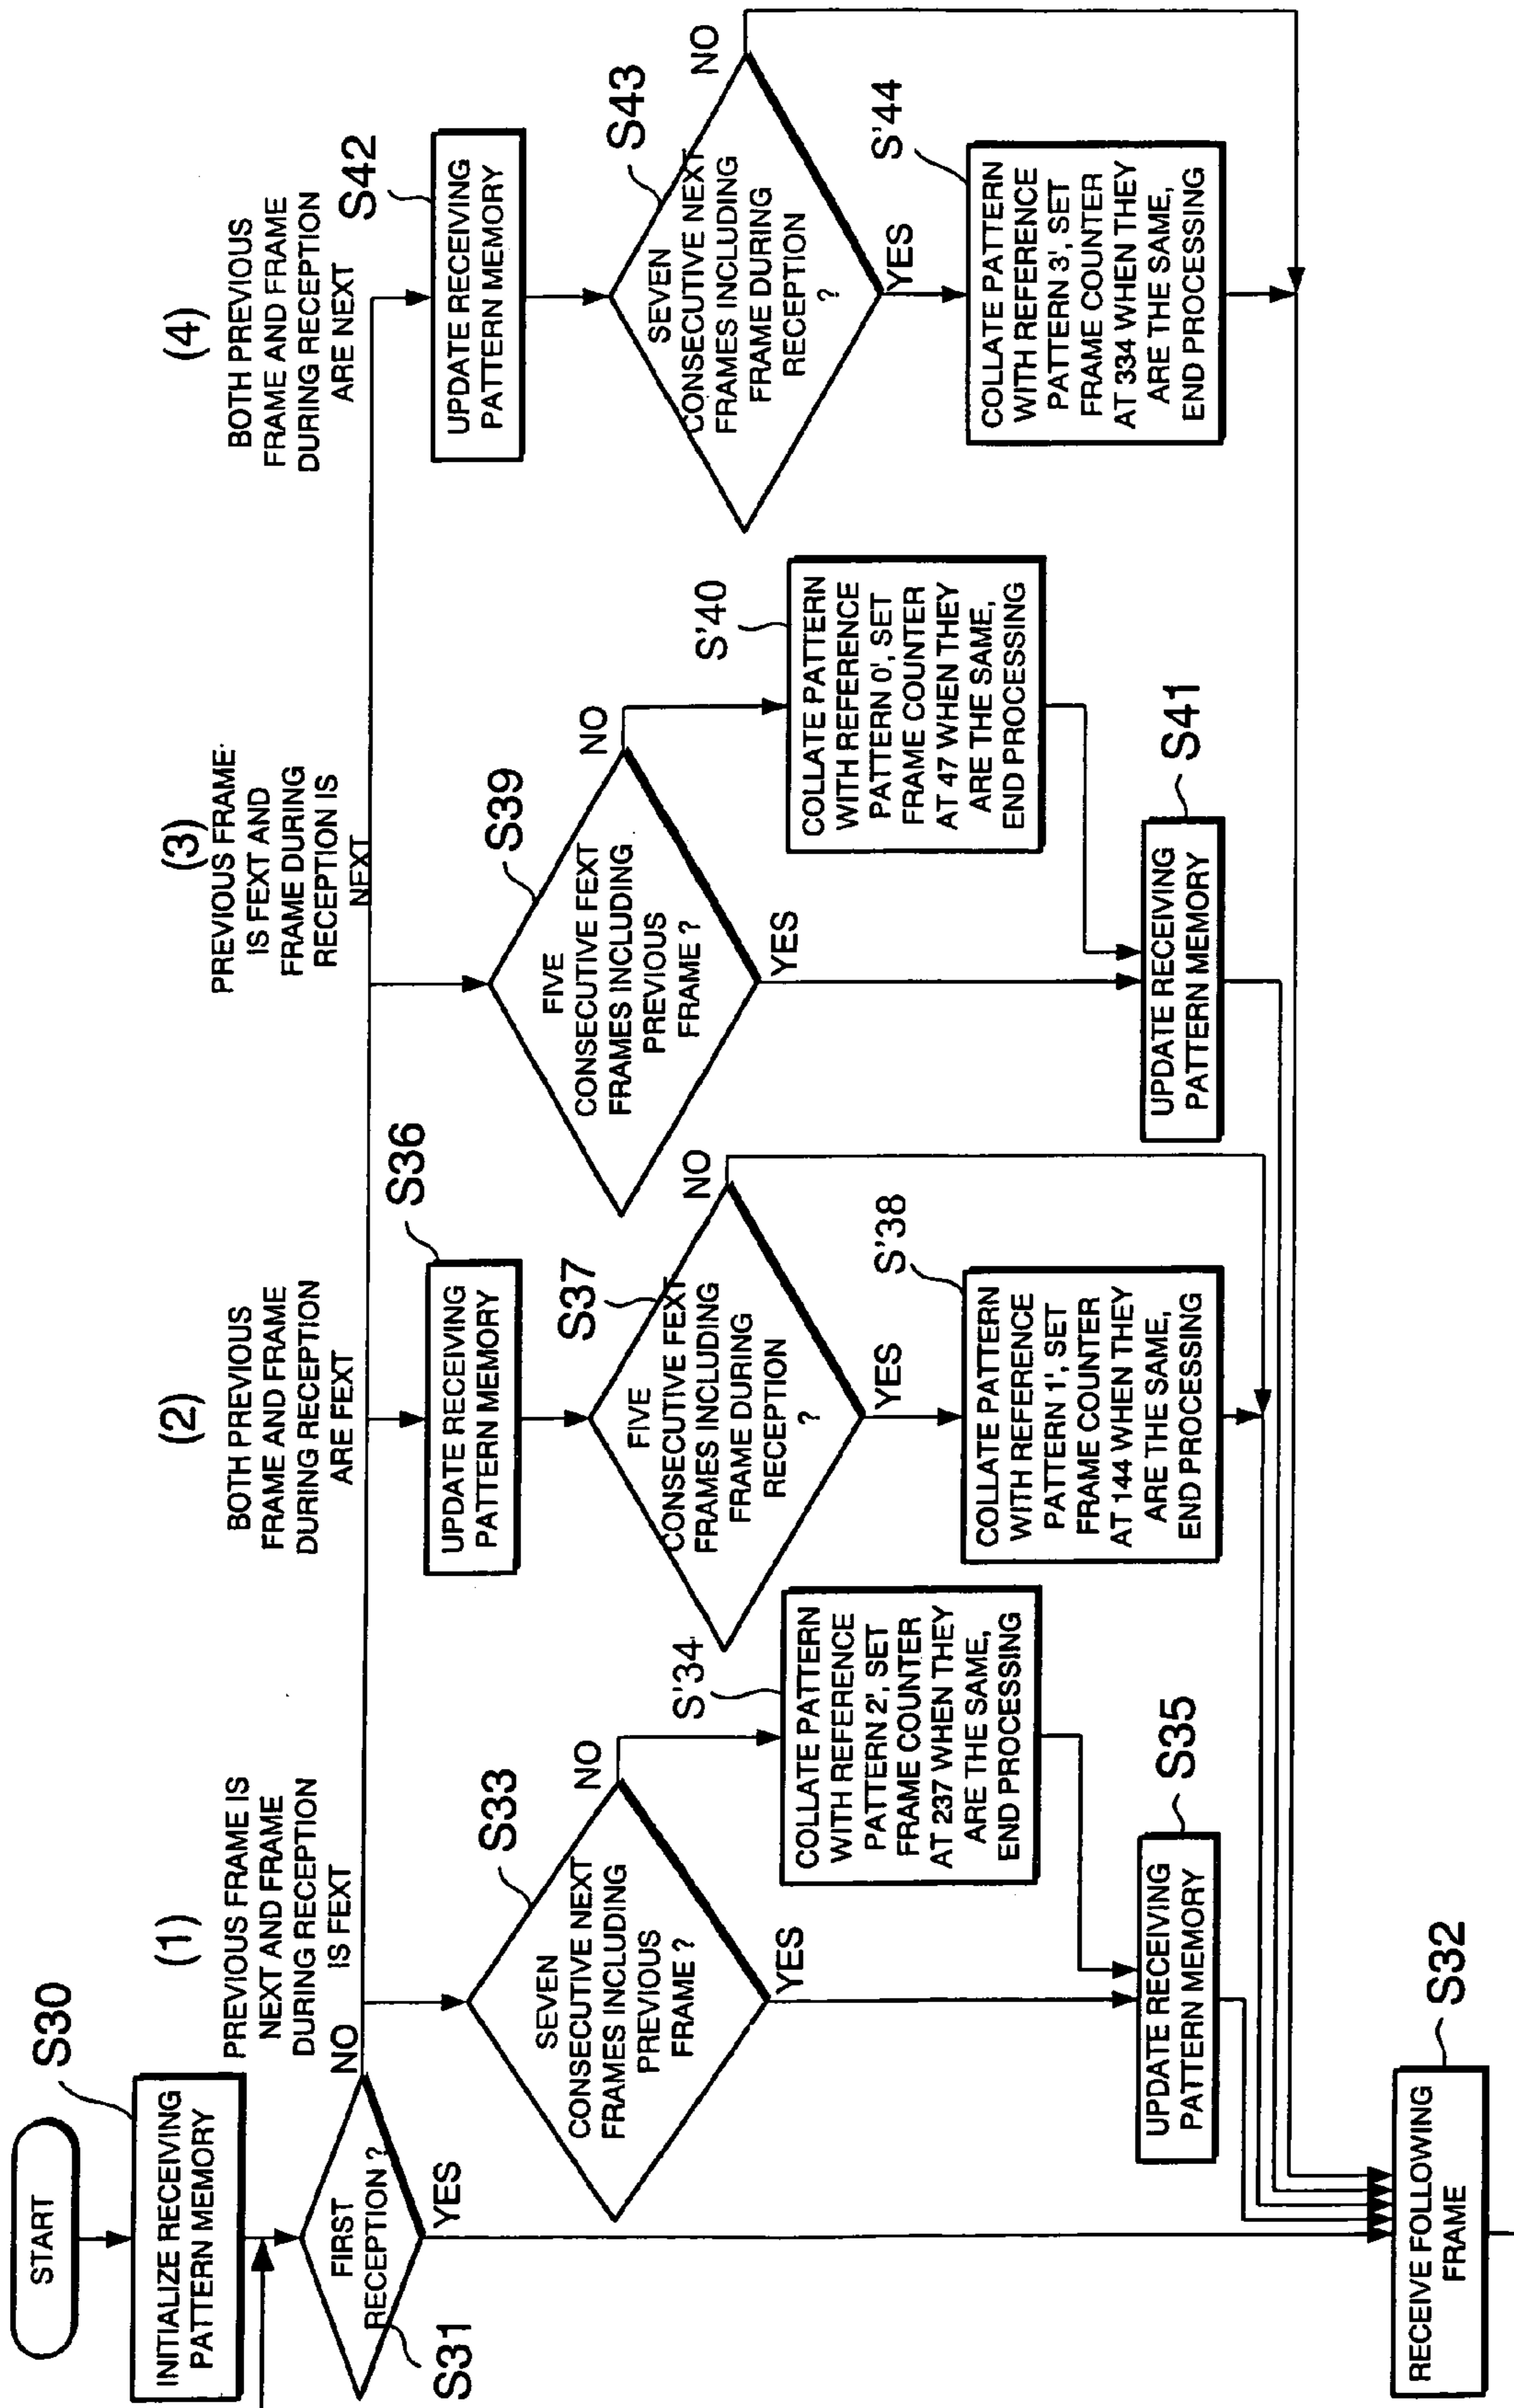 START
S30
INITIALIZE RECEIVING
PATTERN MEMORY
FIRST
RECEPTION ?
S31
NO
YES
(1)
PREVIOUS FRAME IS
NEXT AND FRAME
DURING RECEPTION
IS FEXT
S33
SEVEN
CONSECUTIVE NEXT
FRAMES INCLUDING
PREVIOUS
FRAME ?
NO
YES
S'34
COLLATE PATTERN
WITH REFERENCE
PATTERN 2', SET
FRAME COUNTER
AT 237 WHEN THEY
ARE THE SAME,
END PROCESSING
S35
UPDATE RECEIVING
PATTERN MEMORY
(2)
BOTH PREVIOUS
FRAME AND FRAME
DURING RECEPTION
ARE FEXT
S36
UPDATE RECEIVING
PATTERN MEMORY
S37
FIVE
CONSECUTIVE FEXT
FRAMES INCLUDING
FRAME DURING
RECEPTION
?
NO
YES
S'38
COLLATE PATTERN
WITH REFERENCE
PATTERN 1', SET
FRAME COUNTER
AT 144 WHEN THEY
ARE THE SAME,
END PROCESSING
(3)
PREVIOUS FRAME
IS FEXT AND
FRAME DURING
RECEPTION IS
NEXT
S39
FIVE
CONSECUTIVE FEXT
FRAMES INCLUDING
PREVIOUS
FRAME ?
NO
YES
S'40
COLLATE PATTERN
WITH REFERENCE
PATTERN 0', SET
FRAME COUNTER
AT 47 WHEN THEY
ARE THE SAME,
END PROCESSING
S41
UPDATE RECEIVING
PATTERN MEMORY
(4)
BOTH PREVIOUS
FRAME AND FRAME
DURING RECEPTION
ARE NEXT
S42
UPDATE RECEIVING
PATTERN MEMORY
S43
SEVEN
CONSECUTIVE NEXT
FRAMES INCLUDING
FRAME DURING
RECEPTION
?
NO
YES
S'44
COLLATE PATTERN
WITH REFERENCE
PATTERN 3', SET
FRAME COUNTER
AT 334 WHEN THEY
ARE THE SAME,
END PROCESSING
S32
RECEIVE FOLLOWING
FRAME